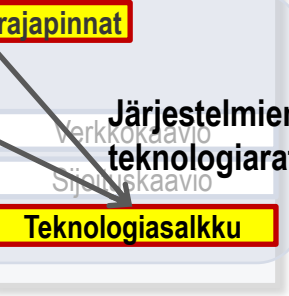 rajapinnat
Verkkokaavio
Järjestelmien
teknologiarat
Sijoituskaavio
Teknologiasalkku